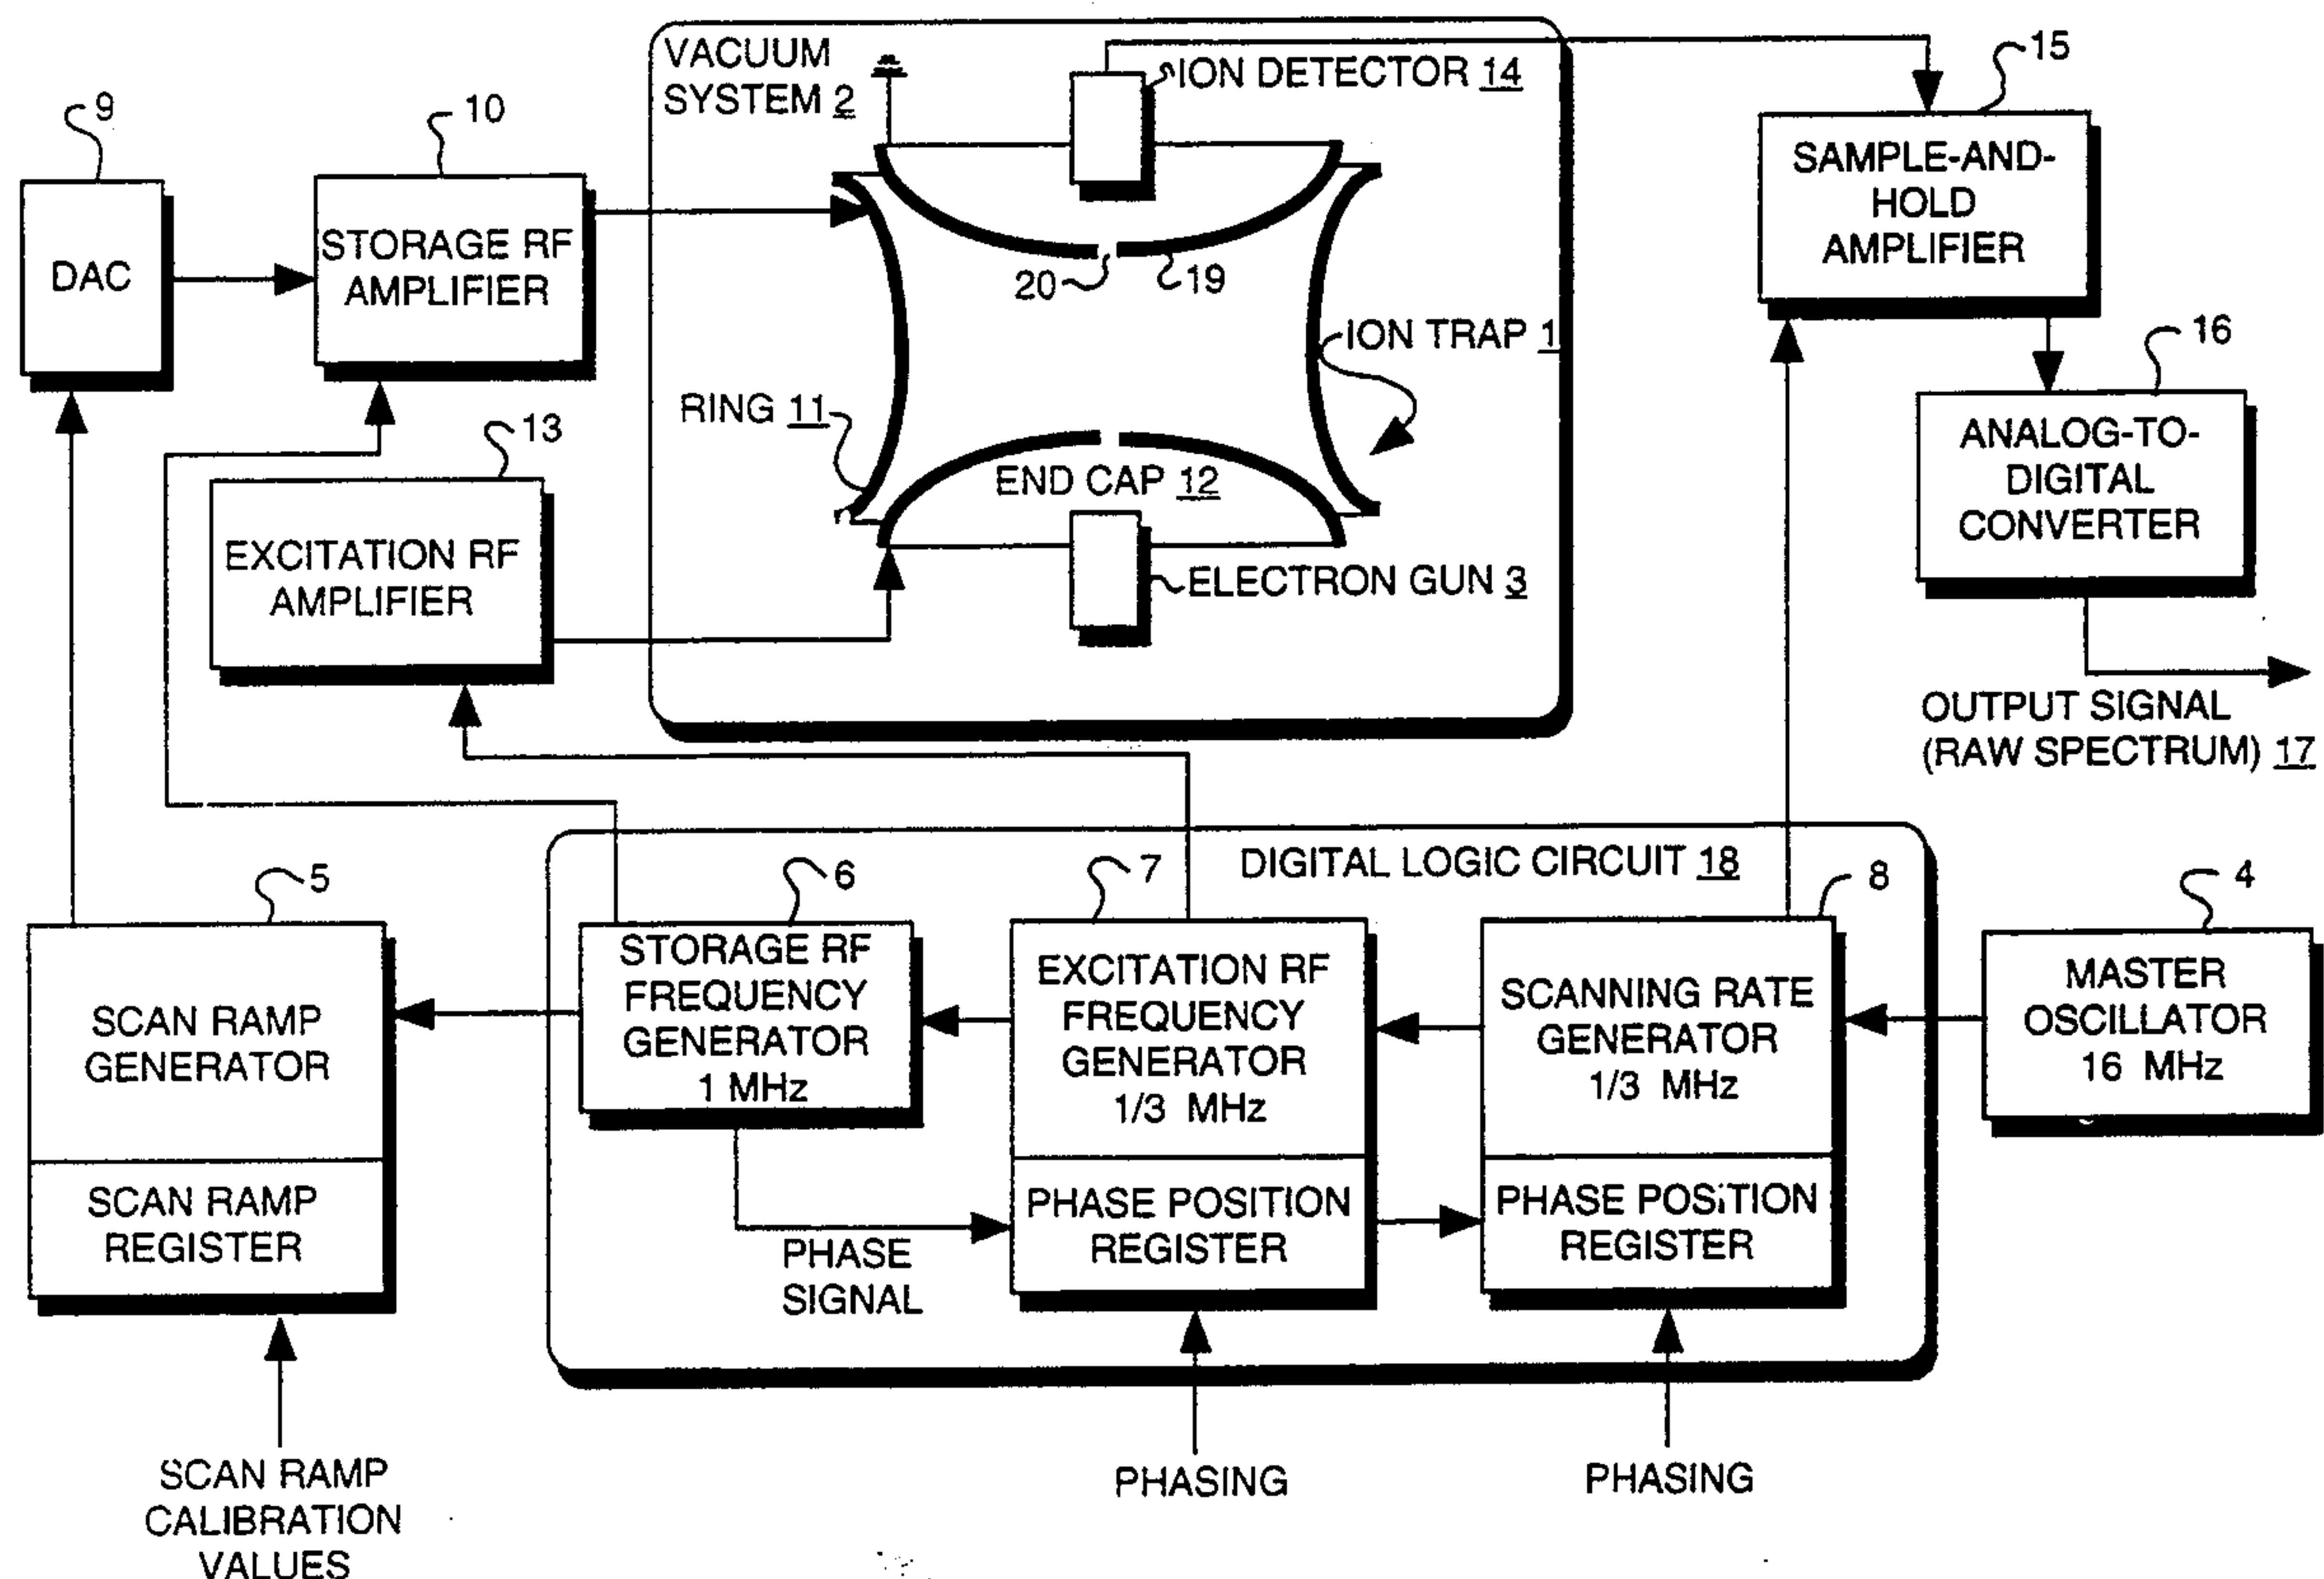 VACUUM
SYSTEM 2
ION DETECTOR 14
15
9
10
SAMPLE-AND-
HOLD
AMPLIFIER
DAC
STORAGE RF
AMPLIFIER
20
19
ION TRAP 1
16
RING 11
13
ANALOG-TO-
DIGITAL
CONVERTER
END CAP 12
EXCITATION RF
AMPLIFIER
ELECTRON GUN 3
OUTPUT SIGNAL
(RAW SPECTRUM) 17
DIGITAL LOGIC CIRCUIT 18
5
6
7
8
4
SCAN RAMP
GENERATOR
STORAGE RF
FREQUENCY
GENERATOR
1 MHz
EXCITATION RF
FREQUENCY
GENERATOR
1/3 MHz
SCANNING RATE
GENERATOR
1/3 MHz
MASTER
OSCILLATOR
16 MHz
SCAN RAMP
REGISTER
PHASE
SIGNAL
PHASE POSITION
REGISTER
PHASE POSITION
REGISTER
SCAN RAMP
CALIBRATION
VALUES
PHASING
PHASING